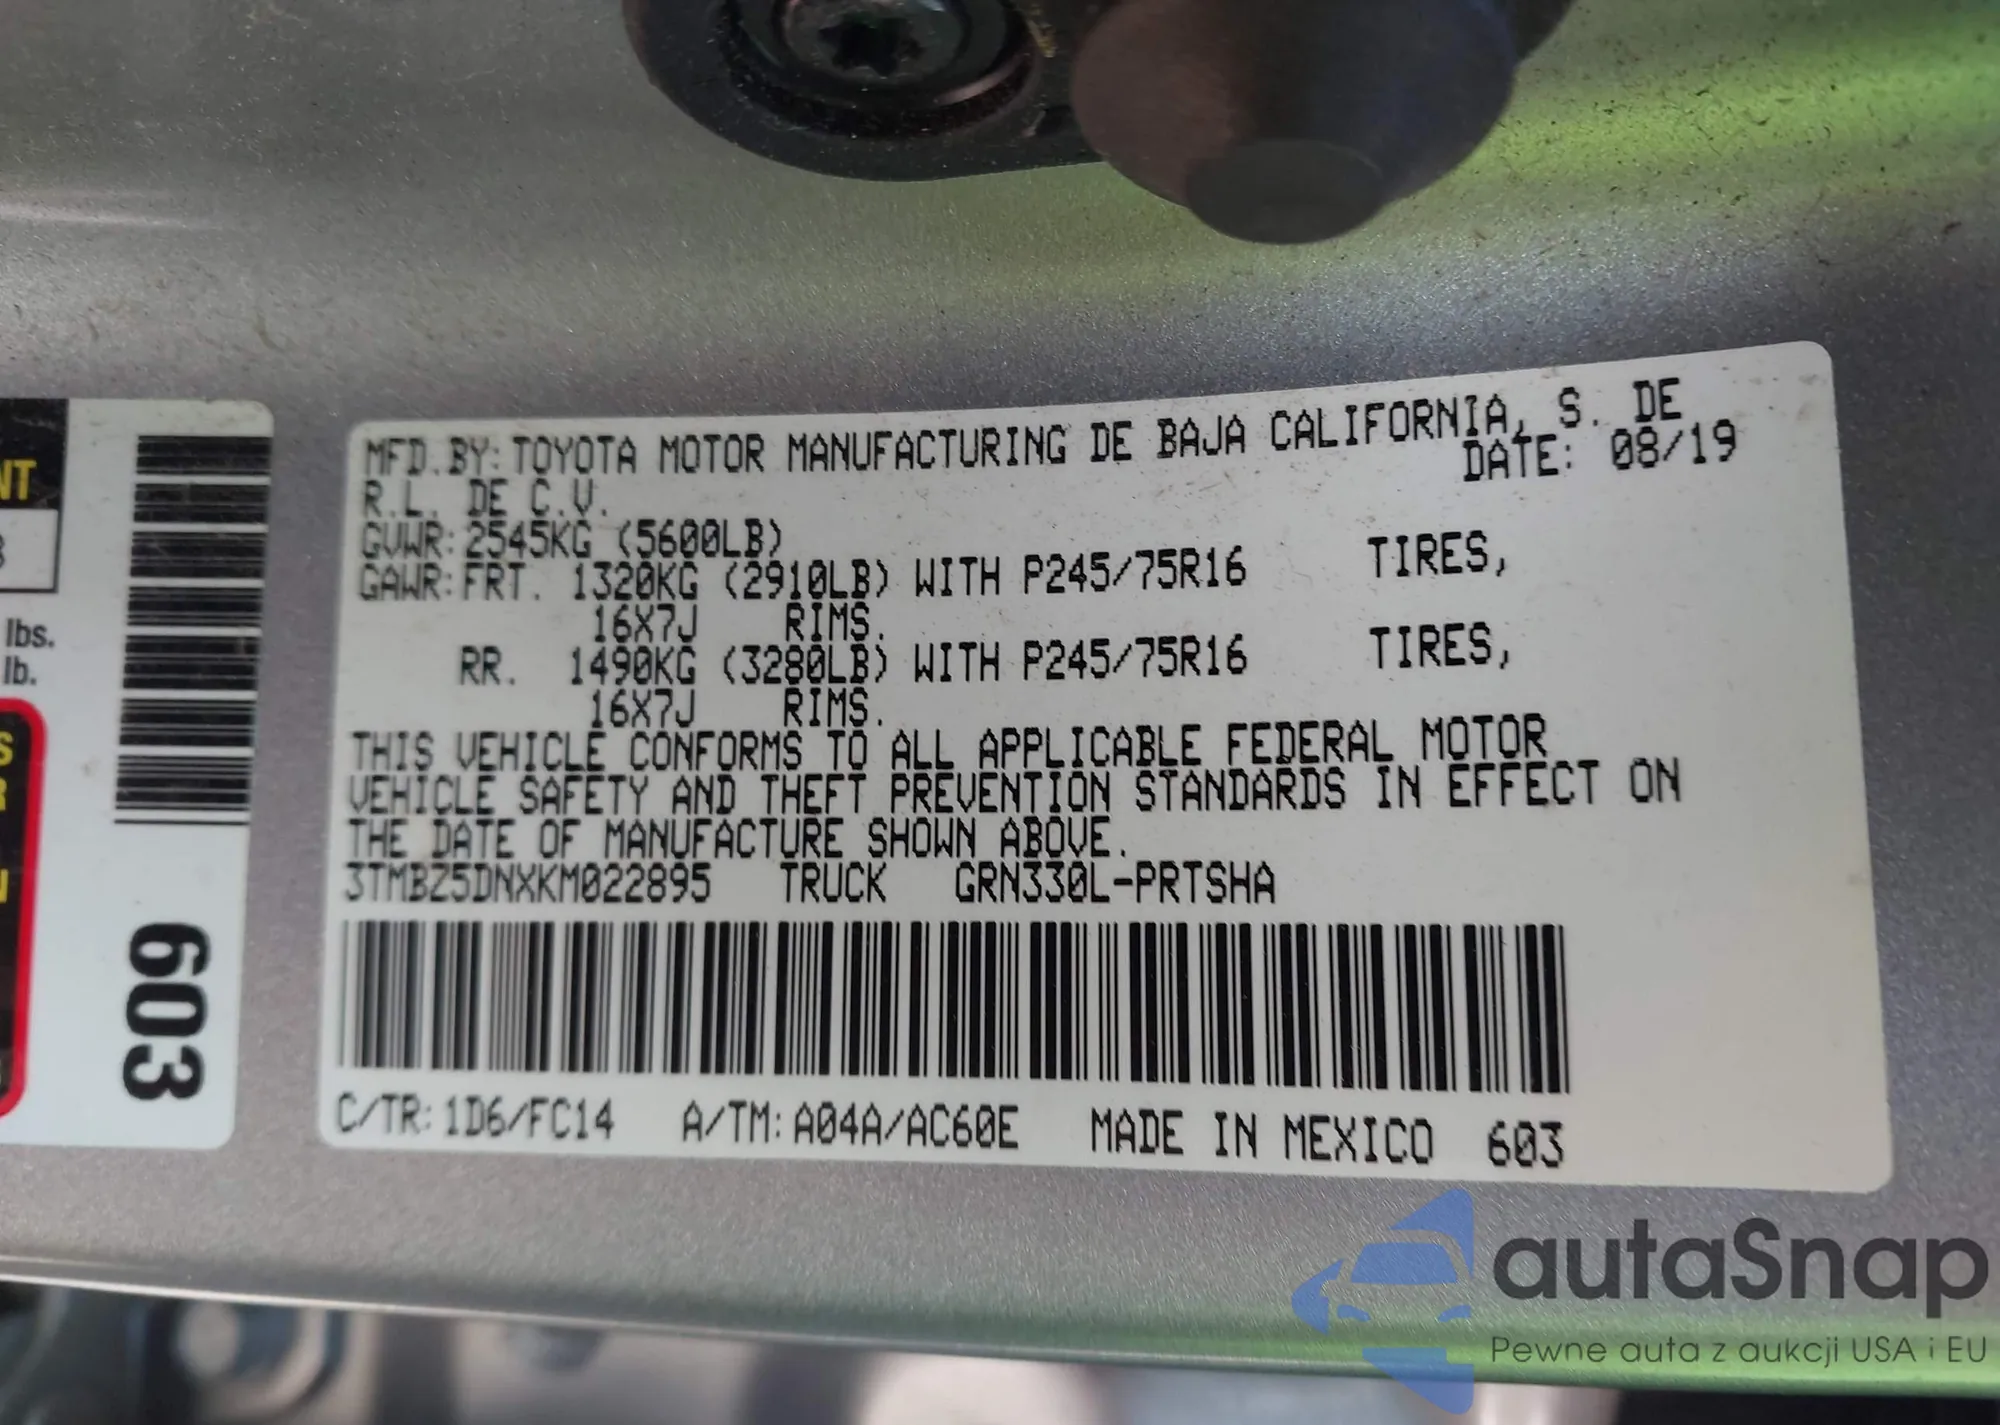 NT
lbs.
lb.
S
R
N
603
MFD.BY: TOYOTA MOTOR MANUFACTURING DE BAJA CALIFORNIA, S. DE
R.L. DE C.V.
DATE: 08/19
GVWR: 2545KG (5600LB)
GAWR: FRT. 1320KG (2910LB) WITH P245/75R16 TIRES,
16X7J RIMS.
RR. 1490KG (3280LB) WITH P245/75R16 TIRES,
16X7J RIMS.
THIS VEHICLE CONFORMS TO ALL APPLICABLE FEDERAL MOTOR
VEHICLE SAFETY AND THEFT PREVENTION STANDARDS IN EFFECT ON
THE DATE OF MANUFACTURE SHOWN ABOVE.
3TMBZ5DNXKM022895 TRUCK GRN330L-PRTSHA
C/TR: 1D6/FC14 A/TM: A04A/AC60E MADE IN MEXICO 603
autaSnap
Pewne auta z aukcji USA i EU